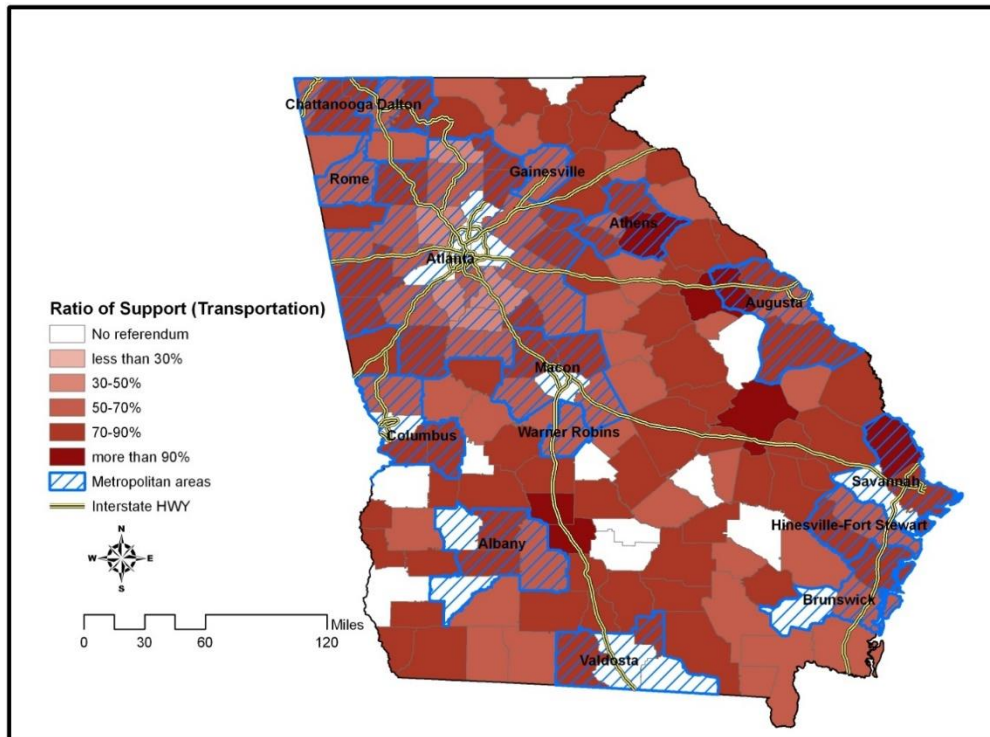 Chattanooga Dalton
Rome
Gainesville
Athens
Atlanta
Augusta
Macon
Columbus
Warner Robins
Savannah
Hinesville-Fort Stewart
Albany
Brunswick
Valdosta
Ratio of Support (Transportation)
No referendum
less than 30%
30-50%
50-70%
70-90%
more than 90%
Metropolitan areas
Interstate HWY
N
W E
S
Miles
0 30 60 120